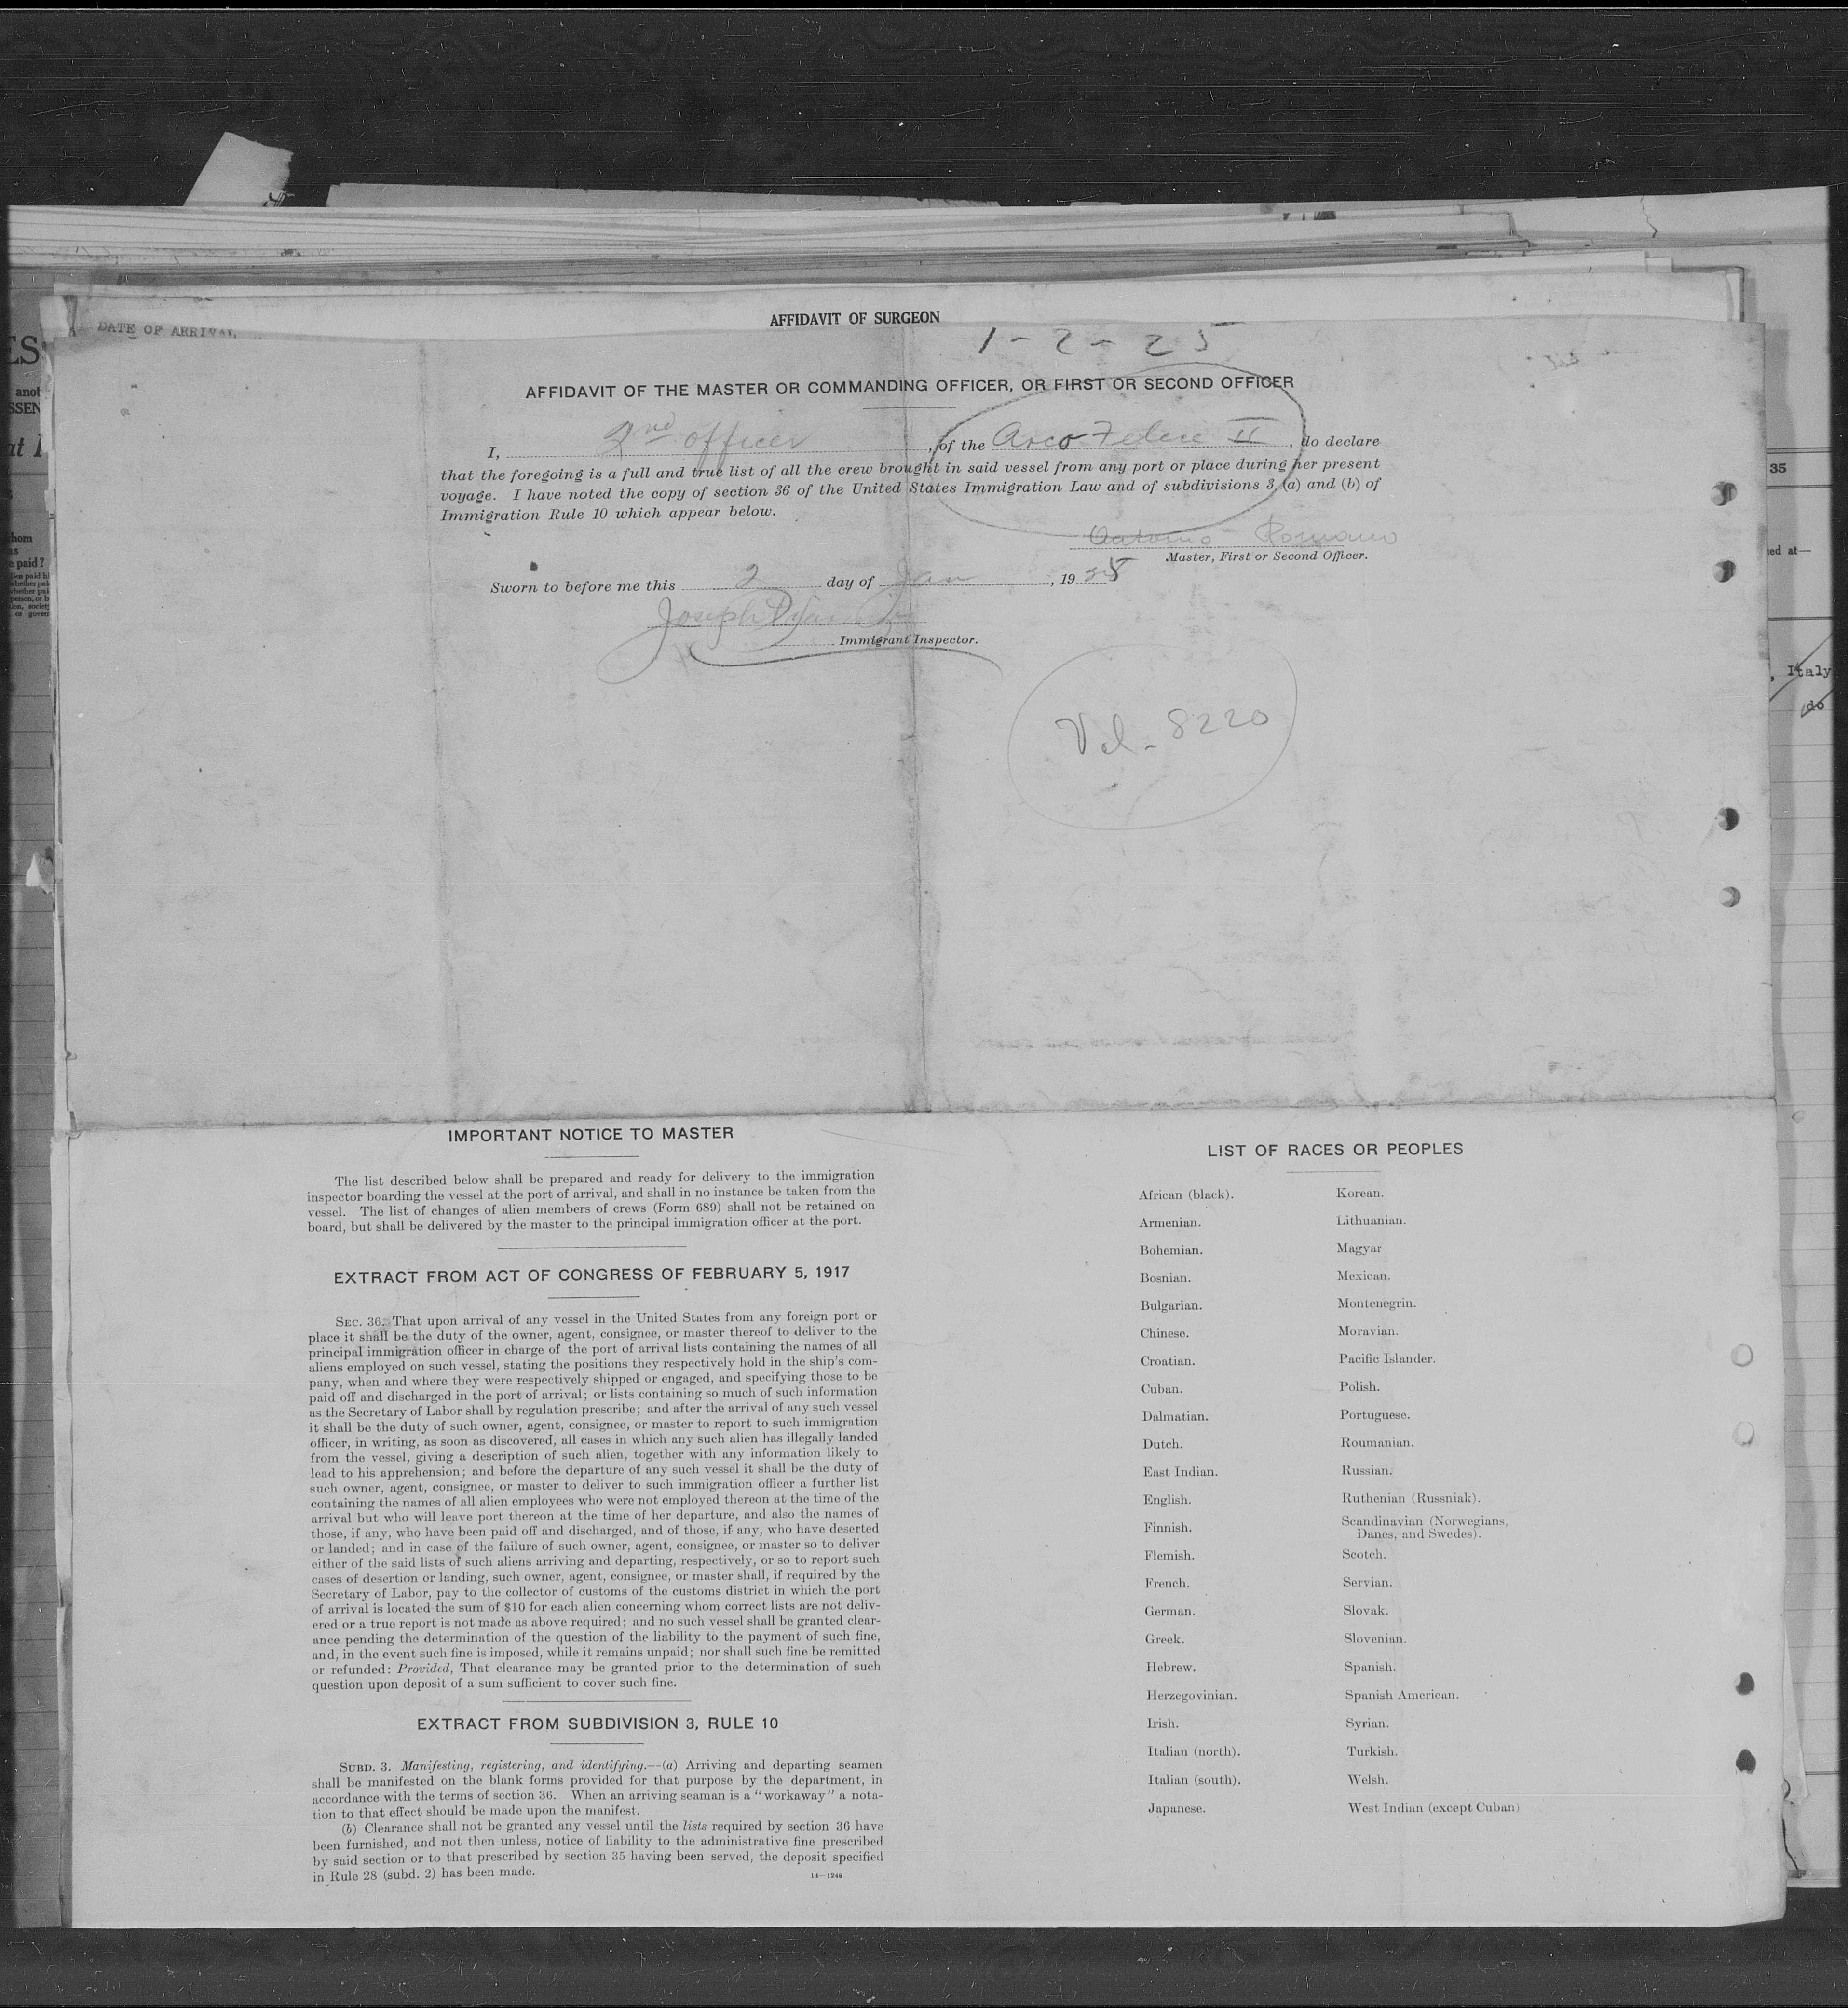 AFFIDAVIT OF SURGEON
DATE OF ARRIVAL
1-2-25
AFFIDAVIT OF THE MASTER OR COMMANDING OFFICER, OR FIRST OR SECOND OFFICER
I, 2nd officer, of the Arco Felice II, do declare
that the foregoing is a full and true list of all the crew brought in said vessel from any port or place during her present
voyage. I have noted the copy of section 36 of the United States Immigration Law and of subdivisions 3 (a) and (b) of
Immigration Rule 10 which appear below.
Antonio Romano
Master, First or Second Officer.
Sworn to before me this 2 day of Jan, 1925
Joseph
Immigrant Inspector.
Vol - 8220
35
ed at—
, Italy
do
ES
anot
SSEN
at
hom
as
e paid?
IMPORTANT NOTICE TO MASTER
The list described below shall be prepared and ready for delivery to the immigration
inspector boarding the vessel at the port of arrival, and shall in no instance be taken from the
vessel. The list of changes of alien members of crews (Form 689) shall not be retained on
board, but shall be delivered by the master to the principal immigration officer at the port.
EXTRACT FROM ACT OF CONGRESS OF FEBRUARY 5, 1917
SEC. 36. That upon arrival of any vessel in the United States from any foreign port or
place it shall be the duty of the owner, agent, consignee, or master thereof to deliver to the
principal immigration officer in charge of the port of arrival lists containing the names of all
aliens employed on such vessel, stating the positions they respectively hold in the ship's com-
pany, when and where they were respectively shipped or engaged, and specifying those to be
paid off and discharged in the port of arrival; or lists containing so much of such information
as the Secretary of Labor shall by regulation prescribe; and after the arrival of any such vessel
it shall be the duty of such owner, agent, consignee, or master to report to such immigration
officer, in writing, as soon as discovered, all cases in which any such alien has illegally landed
from the vessel, giving a description of such alien, together with any information likely to
lead to his apprehension; and before the departure of any such vessel it shall be the duty of
such owner, agent, consignee, or master to deliver to such immigration officer a further list
containing the names of all alien employees who were not employed thereon at the time of the
arrival but who will leave port thereon at the time of her departure, and also the names of
those, if any, who have been paid off and discharged, and of those, if any, who have deserted
or landed; and in case of the failure of such owner, agent, consignee, or master so to deliver
either of the said lists of such aliens arriving and departing, respectively, or so to report such
cases of desertion or landing, such owner, agent, consignee, or master shall, if required by the
Secretary of Labor, pay to the collector of customs of the customs district in which the port
of arrival is located the sum of $10 for each alien concerning whom correct lists are not deliv-
ered or a true report is not made as above required; and no such vessel shall be granted clear-
ance pending the determination of the question of the liability to the payment of such fine,
and, in the event such fine is imposed, while it remains unpaid; nor shall such fine be remitted
or refunded: Provided, That clearance may be granted prior to the determination of such
question upon deposit of a sum sufficient to cover such fine.
EXTRACT FROM SUBDIVISION 3, RULE 10
SUBD. 3. Manifesting, registering, and identifying.—(a) Arriving and departing seamen
shall be manifested on the blank forms provided for that purpose by the department, in
accordance with the terms of section 36. When an arriving seaman is a "workaway" a nota-
tion to that effect should be made upon the manifest.
(b) Clearance shall not be granted any vessel until the lists required by section 36 have
been furnished, and not then unless, notice of liability to the administrative fine prescribed
by said section or to that prescribed by section 35 having been served, the deposit specified
in Rule 28 (subd. 2) has been made.
14—1240
LIST OF RACES OR PEOPLES
African (black).
Armenian.
Bohemian.
Bosnian.
Bulgarian.
Chinese.
Croatian.
Cuban.
Dalmatian.
Dutch.
East Indian.
English.
Finnish.
Flemish.
French.
German.
Greek.
Hebrew.
Herzegovinian.
Irish.
Italian (north).
Italian (south).
Japanese.
Korean.
Lithuanian.
Magyar
Mexican.
Montenegrin.
Moravian.
Pacific Islander.
Polish.
Portuguese.
Roumanian.
Russian.
Ruthenian (Russniak).
Scandinavian (Norwegians,
Danes, and Swedes).
Scotch.
Servian.
Slovak.
Slovenian.
Spanish.
Spanish American.
Syrian.
Turkish.
Welsh.
West Indian (except Cuban)